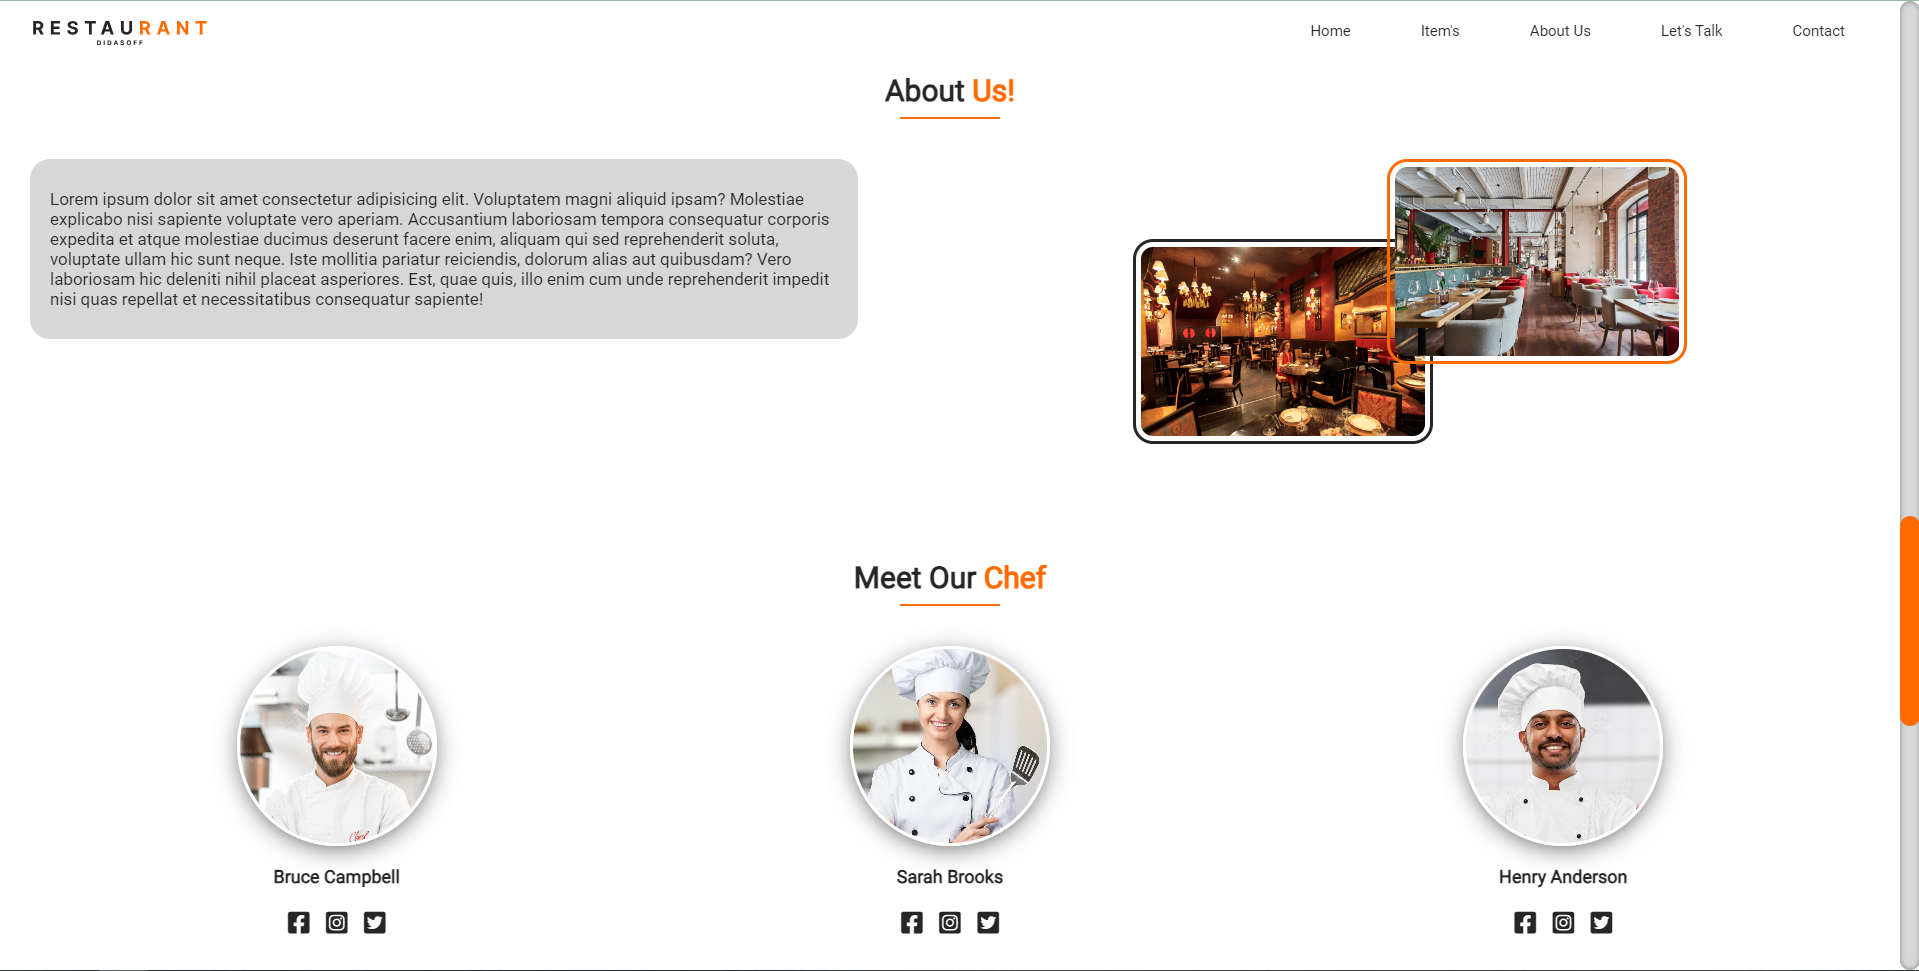 RESTAURANT
DIDASOFF
Home
Item's
About Us
Let's Talk
Contact
About Us!
Lorem ipsum dolor sit amet consectetur adipisicing elit. Voluptatem magni aliquid ipsam? Molestiae
explicabo nisi sapiente voluptate vero aperiam. Accusantium laboriosam tempora consequatur corporis
expedita et atque molestiae ducimus deserunt facere enim, aliquam qui sed reprehenderit soluta,
voluptate ullam hic sunt neque. Iste mollitia pariatur reiciendis, dolorum alias aut quibusdam? Vero
laboriosam hic deleniti nihil placeat asperiores. Est, quae quis, illo enim cum unde reprehenderit impedit
nisi quas repellat et necessitatibus consequatur sapiente!
Meet Our Chef
Chef
Bruce Campbell
Sarah Brooks
Henry Anderson